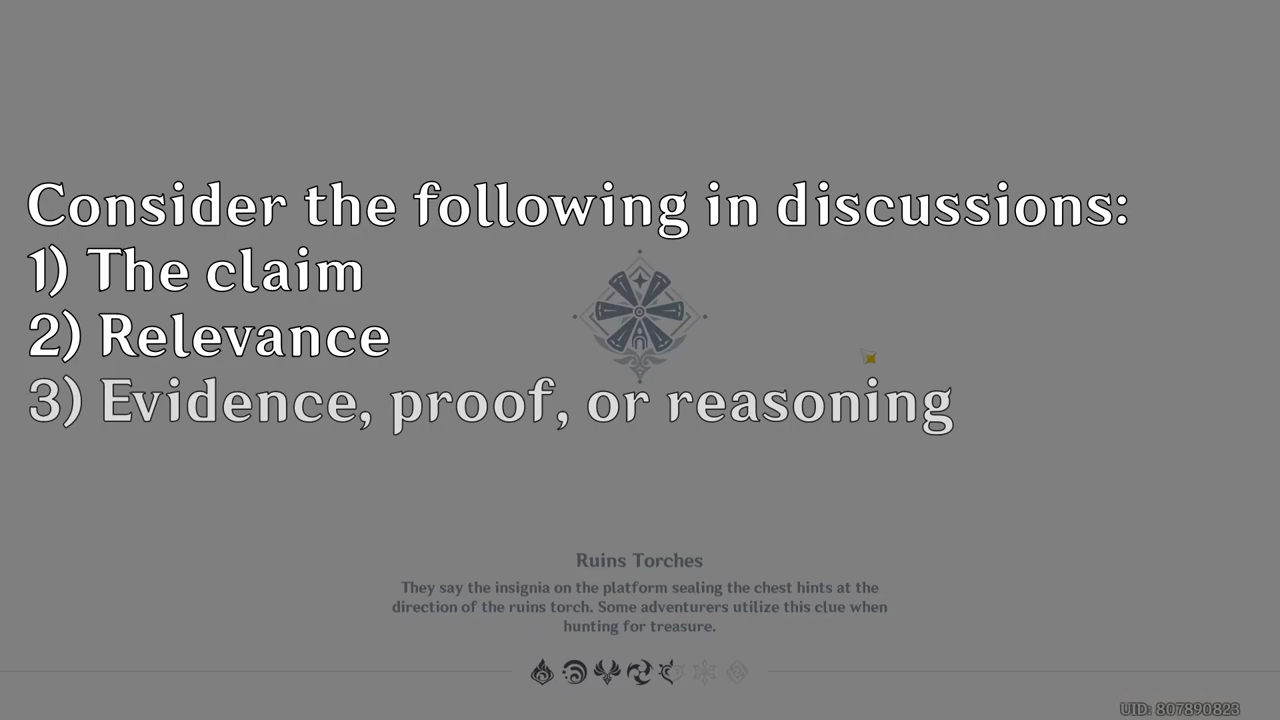 Consider the following in discussions:
1) The claim
2) Relevance
3) Evidence, proof, or reasoning
Ruins Torches
They say the insignia on the platform sealing the chest hints at the
direction of the ruins torch. Some adventurers utilize this clue when
hunting for treasure.
UID: 807890823